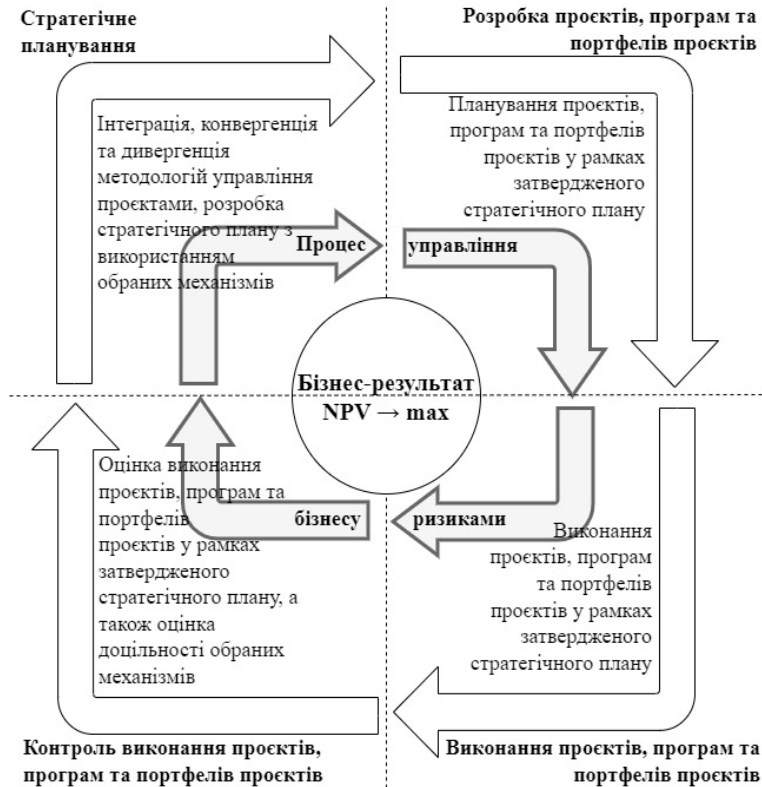 Стратегічне
планування
Розробка проєктів, програм та
портфелів проєктів
Інтеграція, конвергенція
та дивергенція
методологій управління
проєктами, розробка
стратегічного плану з
використанням
обраних механізмів
Планування проєктів,
програм та портфелів
проєктів у рамках
затвердженого
стратегічного плану
Процес
управління
Бізнес-результат
NPV → max
Оцінка виконання
проєктів, програм та
портфелів
проєктів у рамках
затвердженого
стратегічного плану, а
також оцінка
доцільності обраних
механізмів
бізнесу
ризиками
Виконання
проєктів, програм
та портфелів
проєктів у рамках
затвердженого
стратегічного плану
Контроль виконання проєктів,
програм та портфелів проєктів
Виконання проєктів, програм та
портфелів проєктів